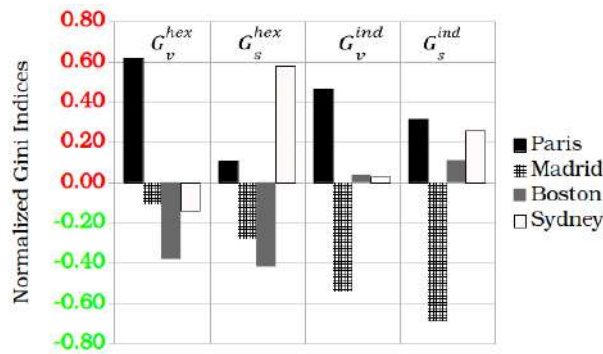 0.80
0.60
0.40
0.20
0.00
-0.20
-0.40
-0.60
-0.80
Normalized Gini Indices
G_v^{hex}
G_s^{hex}
G_v^{ind}
G_s^{ind}
Paris
Madrid
Boston
Sydney